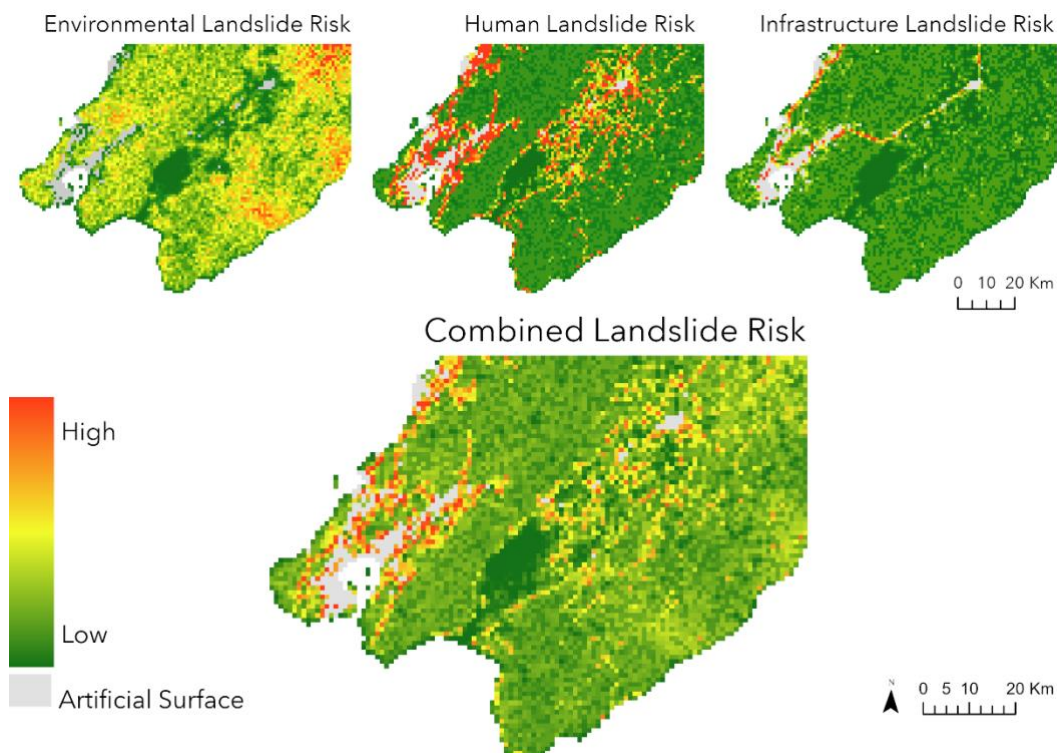 Environmental Landslide Risk
Human Landslide Risk
Infrastructure Landslide Risk
0 10 20 Km
Combined Landslide Risk
High
Low
Artificial Surface
N
0 5 10 20 Km